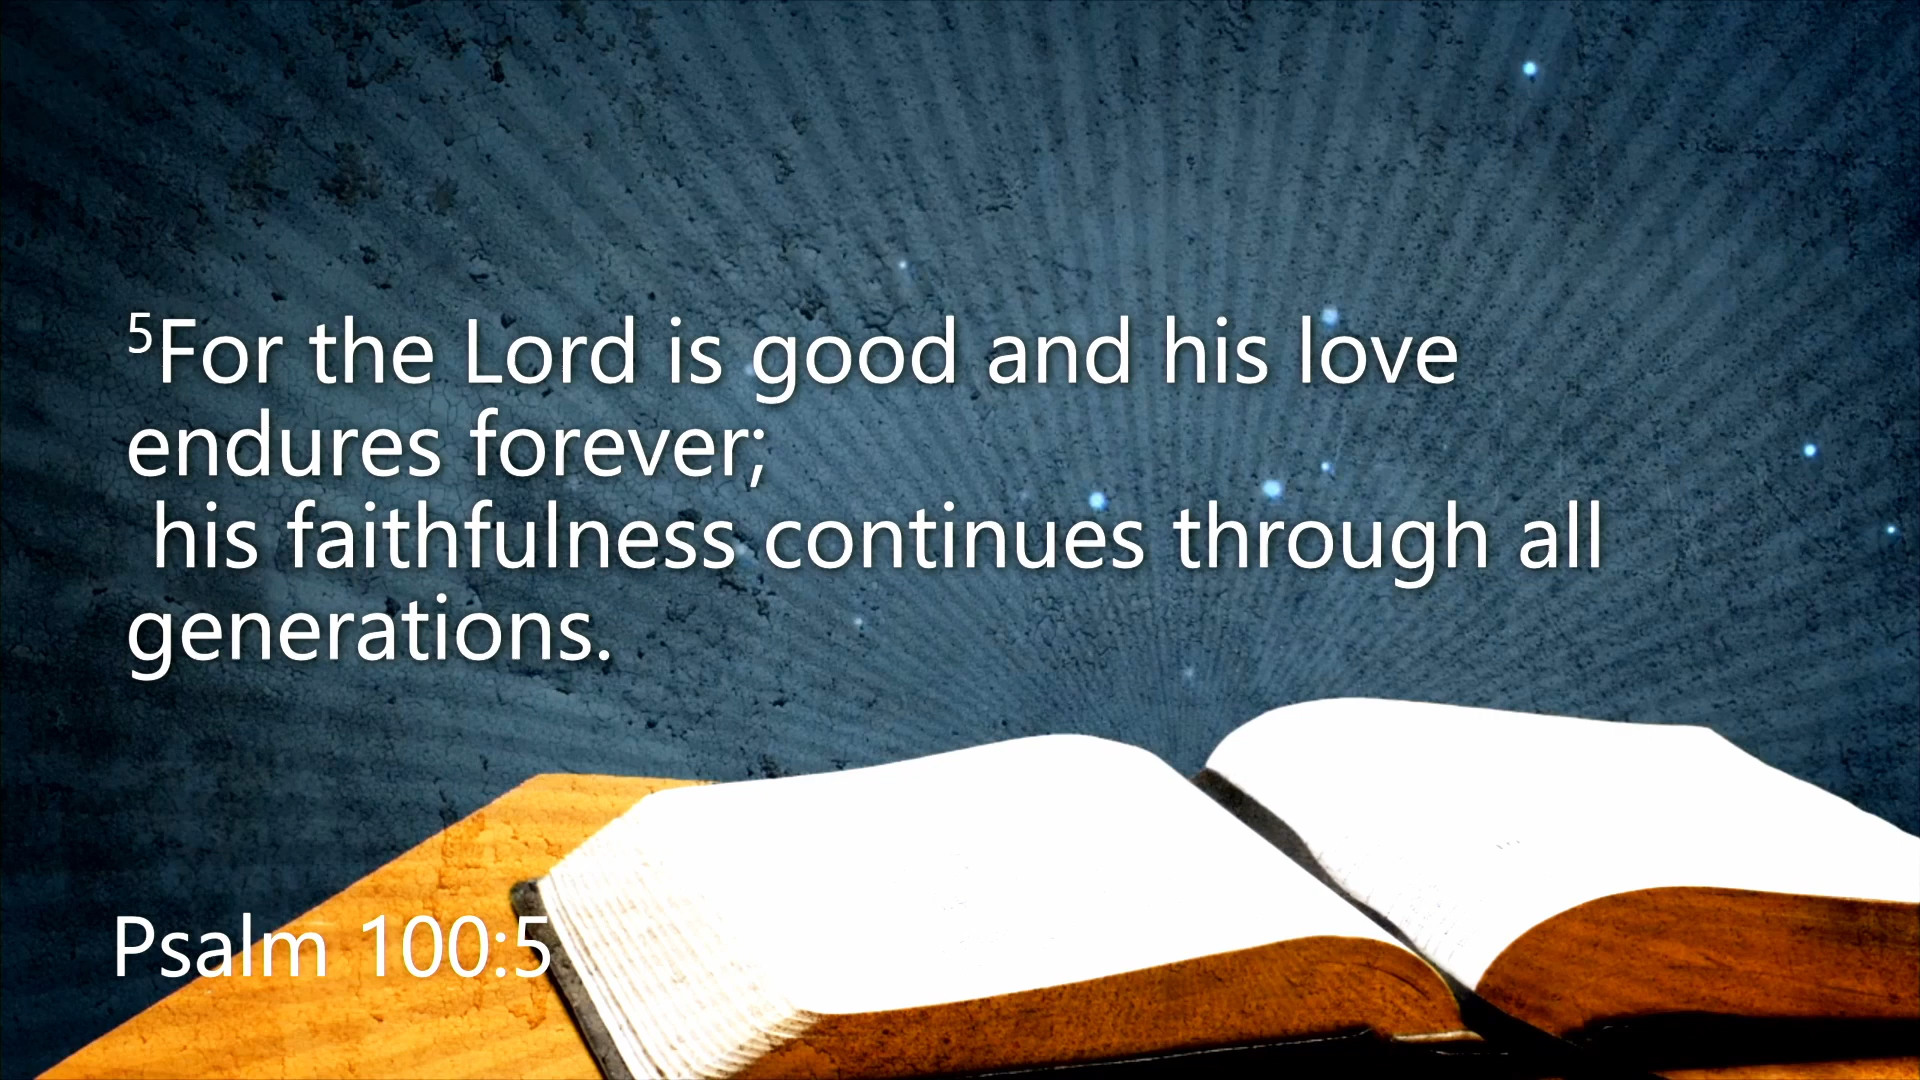 ⁵For the Lord is good and his love
endures forever;
his faithfulness continues through all
generations.
Psalm 100:5